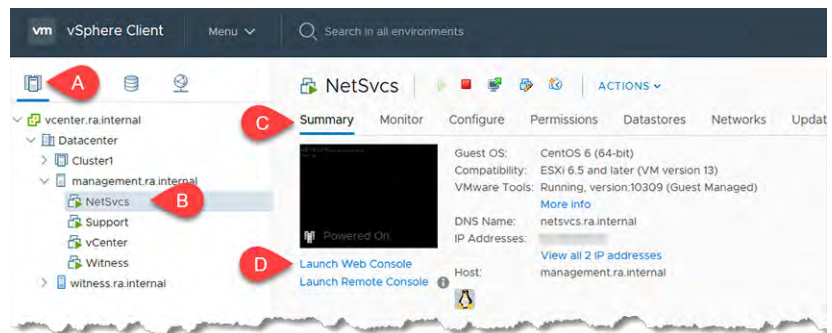 vm vSphere Client Menu Search in all environments
A
NetSvcs ACTIONS
vcenter.ra.internal
Datacenter
Cluster1
management.ra.internal
NetSvcs
B
Support
vCenter
Witness
witness.ra.internal
C
Summary Monitor Configure Permissions Datastores Networks Updat
Powered On
D
Launch Web Console
Launch Remote Console
Guest OS: CentOS 6 (64-bit)
Compatibility: ESXi 6.5 and later (VM version 13)
VMware Tools: Running, version:10309 (Guest Managed)
More info
DNS Name: netsvcs.ra.internal
IP Addresses:
View all 2 IP addresses
Host: management.ra.internal